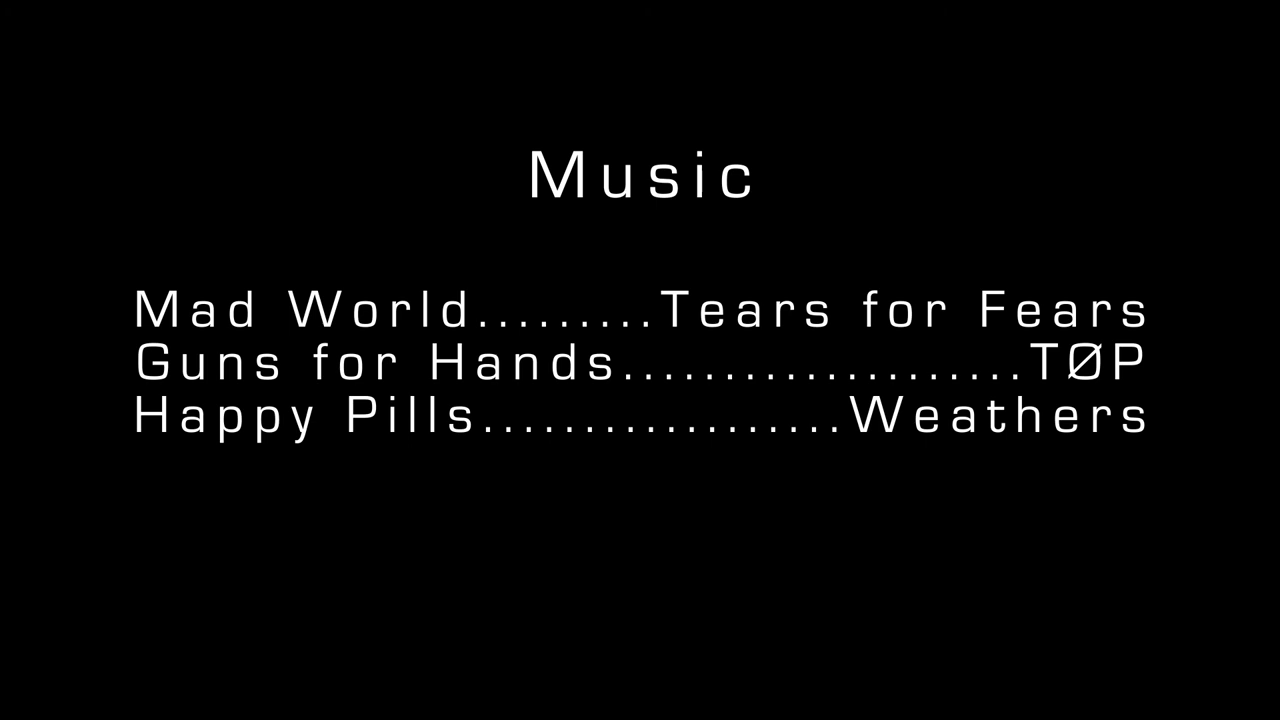 Music
Mad World.........Tears for Fears
Guns for Hands....................TØP
Happy Pills..................Weathers